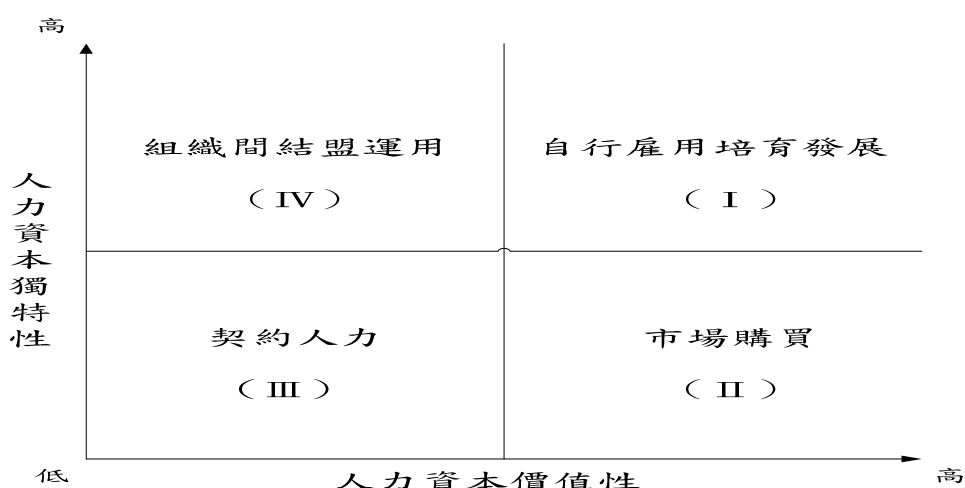 高
組織間結盟運用
(IV)
自行雇用培育發展
(I)
人力資本獨特性
契約人力
(III)
市場購買
(II)
低
人力資本價值性
高